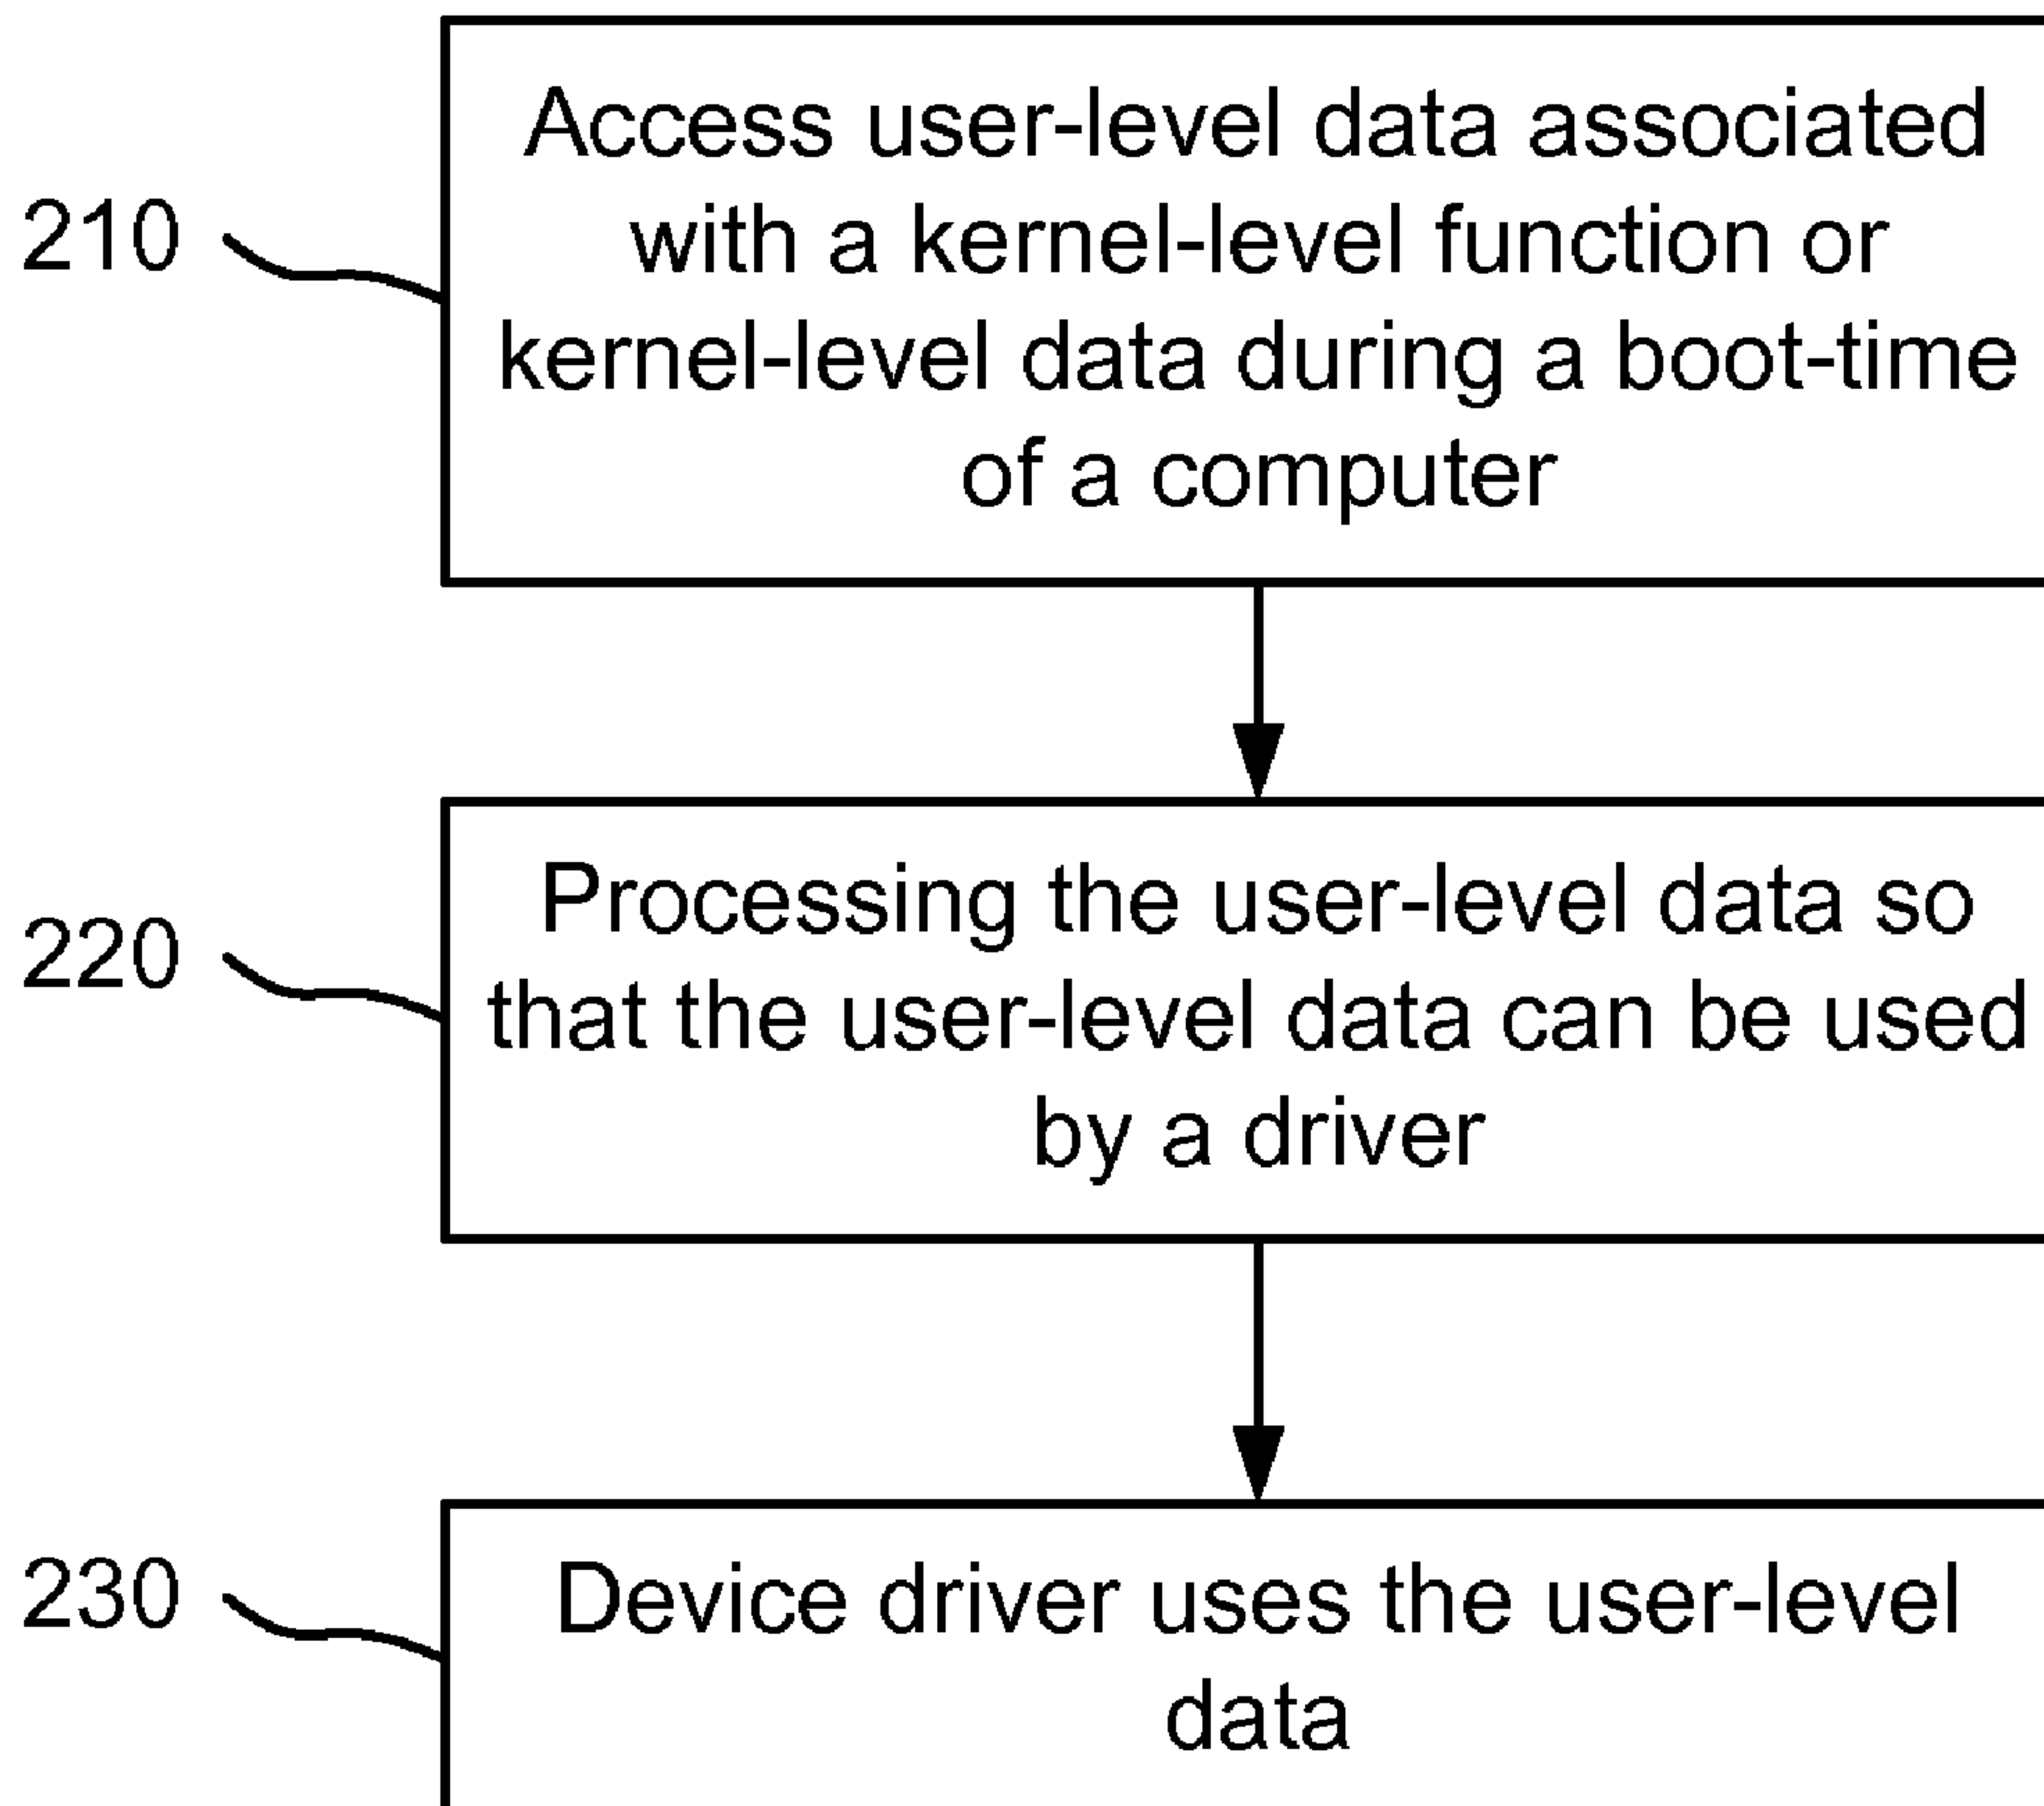 Access user-level data associated
with a kernel-level function or
kernel-level data during a boot-time
of a computer
210
Processing the user-level data so
that the user-level data can be used
by a driver
220
Device driver uses the user-level
data
230